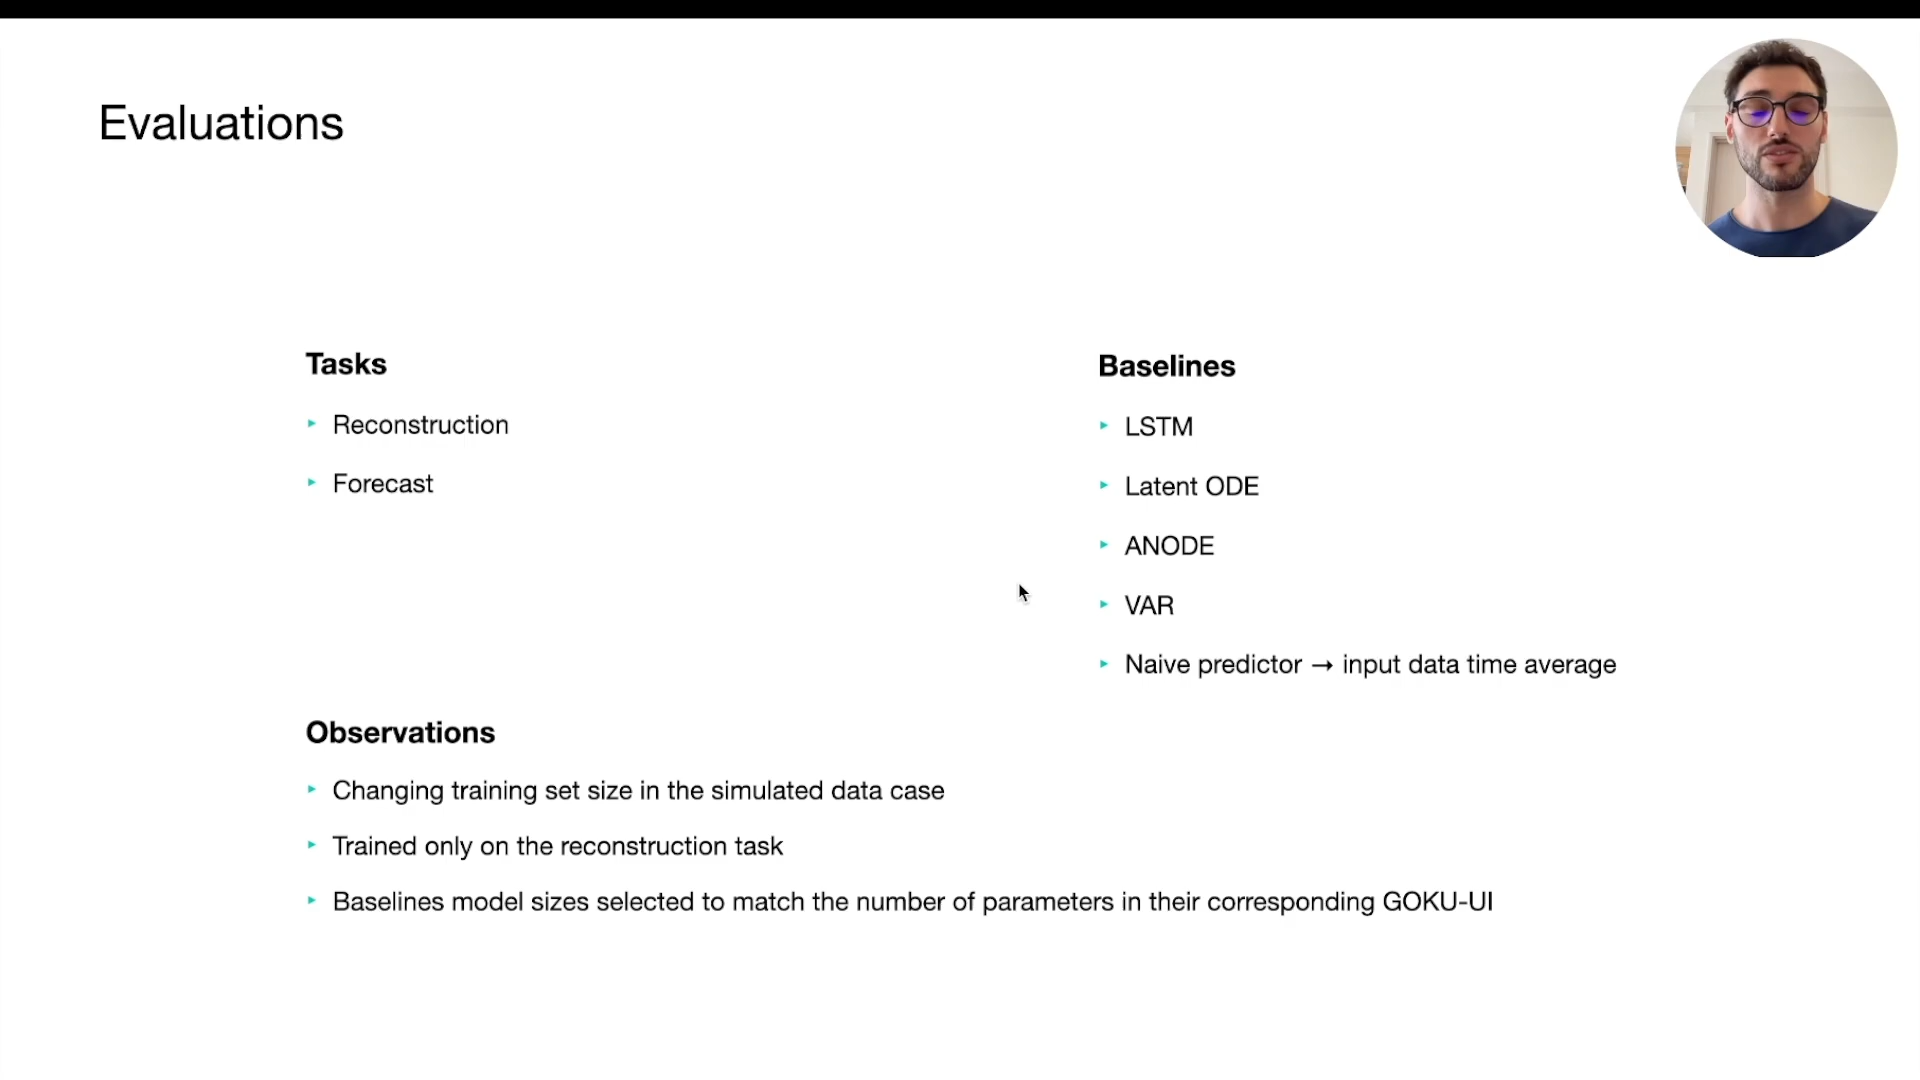 Evaluations
Tasks
Reconstruction
Forecast
Baselines
LSTM
Latent ODE
ANODE
VAR
Naive predictor → input data time average
Observations
Changing training set size in the simulated data case
Trained only on the reconstruction task
Baselines model sizes selected to match the number of parameters in their corresponding GOKU-UI